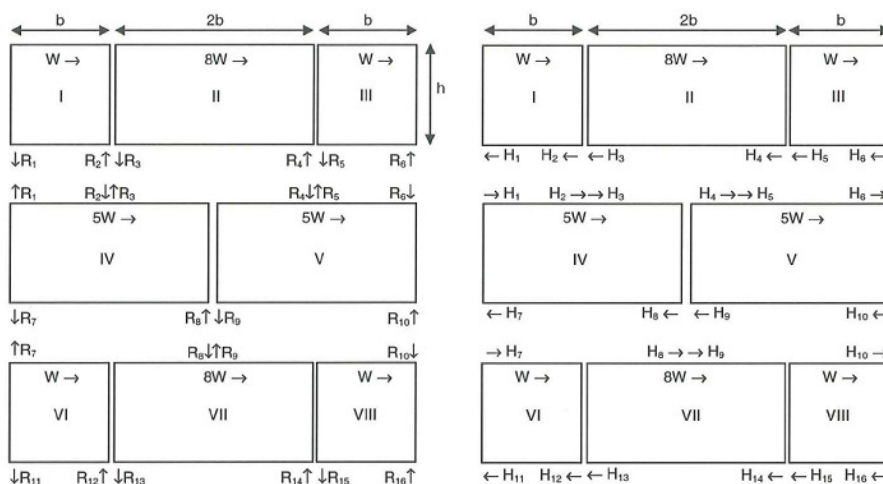 b 2b b b 2b b
W → 8W → W → W → 8W → W →
I II III h I II III
↓R₁ R₂↑ ↓R₃ R₄↑ ↓R₅ R₆↑ ← H₁ H₂ ← ← H₃ H₄ ← ← H₅ H₆ ←
↑R₁ R₂↓↑R₃ R₄↓↑R₅ R₆↓ → H₁ H₂ →→ H₃ H₄ →→ H₅ H₆ →
5W → 5W → 5W → 5W →
IV V IV V
↓R₇ R₈↑ ↓R₉ R₁₀↑ ← H₇ H₈ ← ← H₉ H₁₀ ←
↑R₇ R₈↓↑R₉ R₁₀↓ → H₇ H₈ →→ H₉ H₁₀ →
W → 8W → W → W → 8W → W →
VI VII VIII VI VII VIII
↓R₁₁ R₁₂↑ ↓R₁₃ R₁₄↑ ↓R₁₅ R₁₆↑ ← H₁₁ H₁₂ ← ← H₁₃ H₁₄ ← ← H₁₅ H₁₆ ←